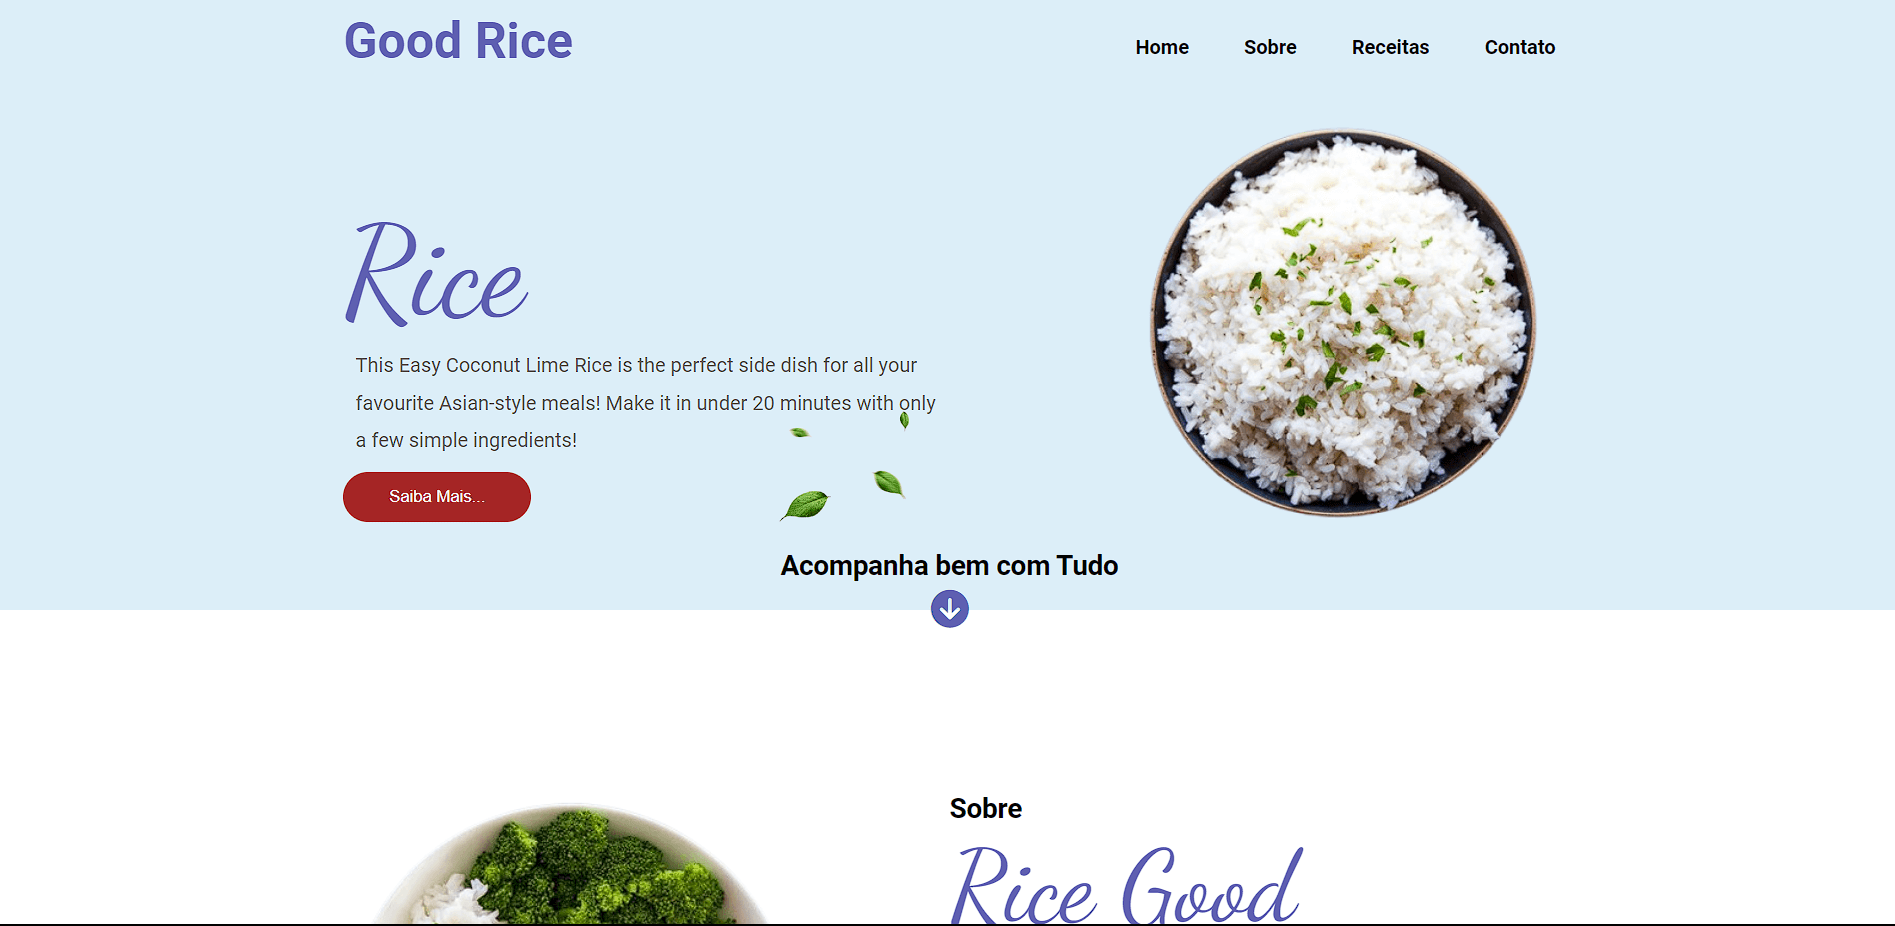 Good Rice
Home Sobre Receitas Contato
Rice
This Easy Coconut Lime Rice is the perfect side dish for all your
favourite Asian-style meals! Make it in under 20 minutes with only
a few simple ingredients!
Saiba Mais...
Acompanha bem com Tudo
Sobre
Rice Good